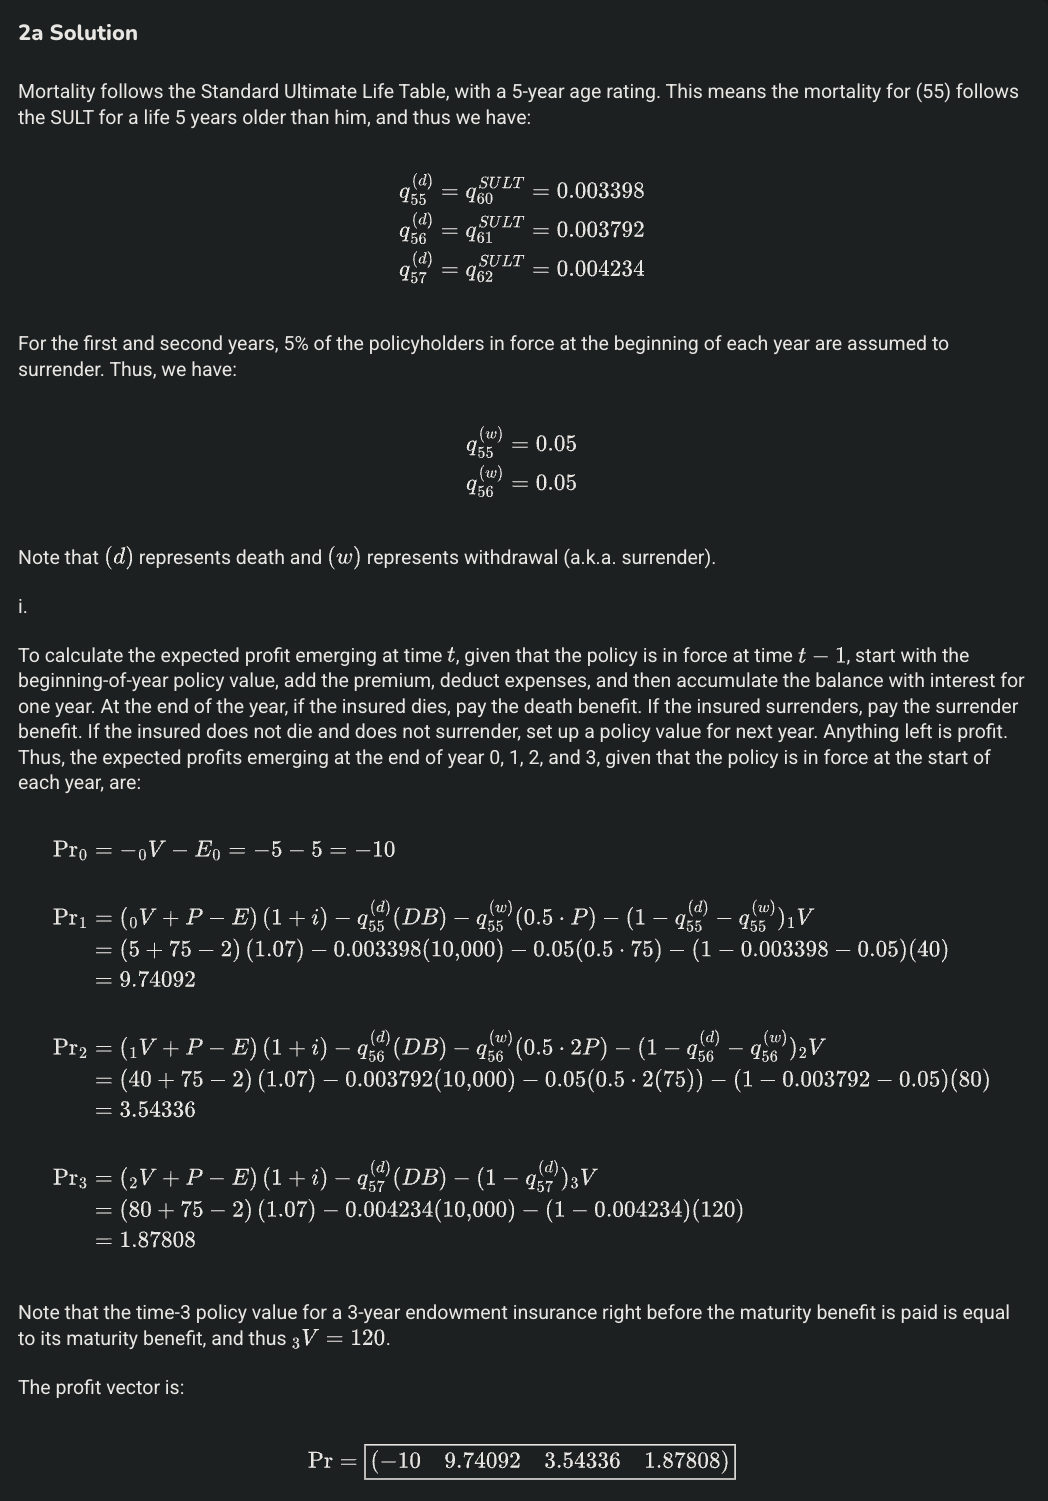 2a Solution
Mortality follows the Standard Ultimate Life Table, with a 5-year age rating. This means the mortality for (55) follows
the SULT for a life 5 years older than him, and thus we have:
$q_{55}^{(d)} = q_{60}^{SULT} = 0.003398$
$q_{56}^{(d)} = q_{61}^{SULT} = 0.003792$
$q_{57}^{(d)} = q_{62}^{SULT} = 0.004234$
For the first and second years, 5% of the policyholders in force at the beginning of each year are assumed to
surrender. Thus, we have:
$q_{55}^{(w)} = 0.05$
$q_{56}^{(w)} = 0.05$
Note that $(d)$ represents death and $(w)$ represents withdrawal (a.k.a. surrender).
i.
To calculate the expected profit emerging at time $t$, given that the policy is in force at time $t - 1$, start with the
beginning-of-year policy value, add the premium, deduct expenses, and then accumulate the balance with interest for
one year. At the end of the year, if the insured dies, pay the death benefit. If the insured surrenders, pay the surrender
benefit. If the insured does not die and does not surrender, set up a policy value for next year. Anything left is profit.
Thus, the expected profits emerging at the end of year 0, 1, 2, and 3, given that the policy is in force at the start of
each year, are:
$\Pr_0 = -{}_0V - E_0 = -5 - 5 = -10$
$\Pr_1 = ({}_0V + P - E)(1 + i) - q_{55}^{(d)}(DB) - q_{55}^{(w)}(0.5 \cdot P) - (1 - q_{55}^{(d)} - q_{55}^{(w)}){}_1V$
$= (5 + 75 - 2)(1.07) - 0.003398(10{,}000) - 0.05(0.5 \cdot 75) - (1 - 0.003398 - 0.05)(40)$
$= 9.74092$
$\Pr_2 = ({}_1V + P - E)(1 + i) - q_{56}^{(d)}(DB) - q_{56}^{(w)}(0.5 \cdot 2P) - (1 - q_{56}^{(d)} - q_{56}^{(w)}){}_2V$
$= (40 + 75 - 2)(1.07) - 0.003792(10{,}000) - 0.05(0.5 \cdot 2(75)) - (1 - 0.003792 - 0.05)(80)$
$= 3.54336$
$\Pr_3 = ({}_2V + P - E)(1 + i) - q_{57}^{(d)}(DB) - (1 - q_{57}^{(d)}){}_3V$
$= (80 + 75 - 2)(1.07) - 0.004234(10{,}000) - (1 - 0.004234)(120)$
$= 1.87808$
Note that the time-3 policy value for a 3-year endowment insurance right before the maturity benefit is paid is equal
to its maturity benefit, and thus ${}_3V = 120$.
The profit vector is:
$\Pr = \boxed{(-10 \quad 9.74092 \quad 3.54336 \quad 1.87808)}$